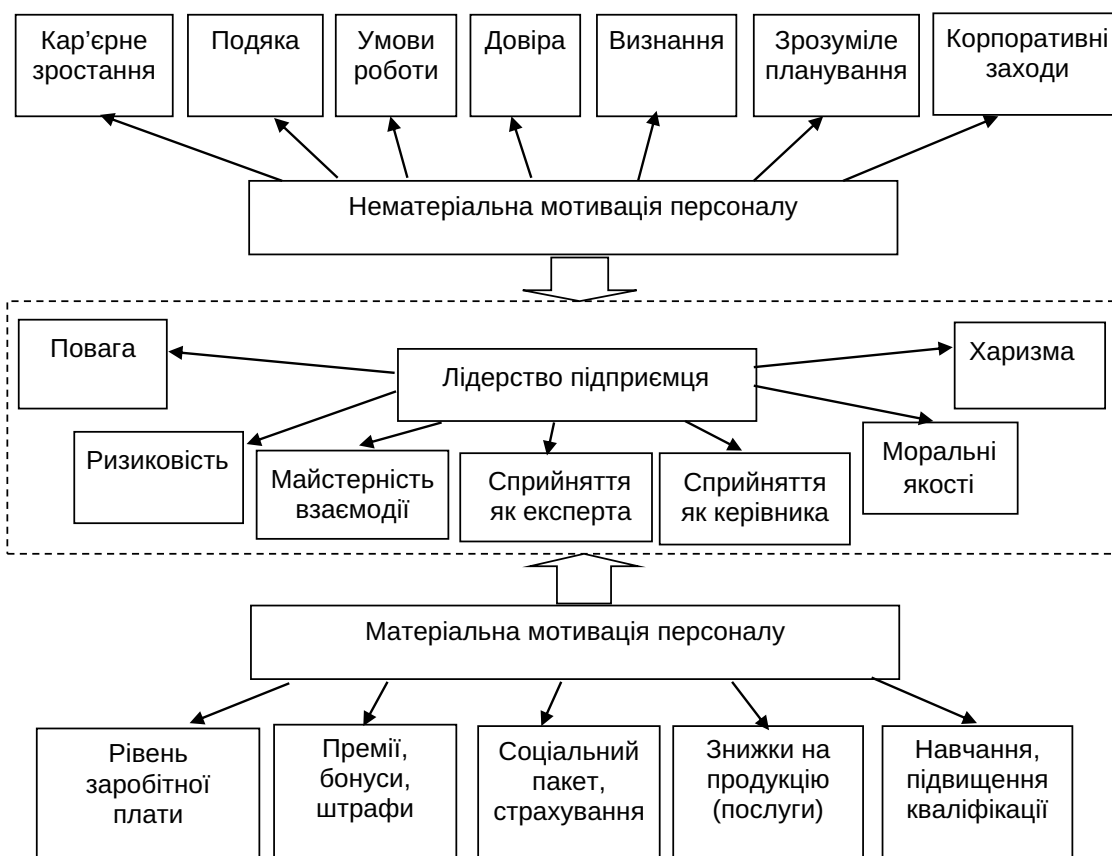 Кар’єрне
зростання
Подяка
Умови
роботи
Довіра
Визнання
Зрозуміле
планування
Корпоративні
заходи
Нематеріальна мотивація персоналу
Повага
Лідерство підприємця
Харизма
Ризиковість
Майстерність
взаємодії
Сприйняття
як експерта
Сприйняття
як керівника
Моральні
якості
Матеріальна мотивація персоналу
Рівень
заробітної
плати
Премії,
бонуси,
штрафи
Соціальний
пакет,
страхування
Знижки на
продукцію
(послуги)
Навчання,
підвищення
кваліфікації